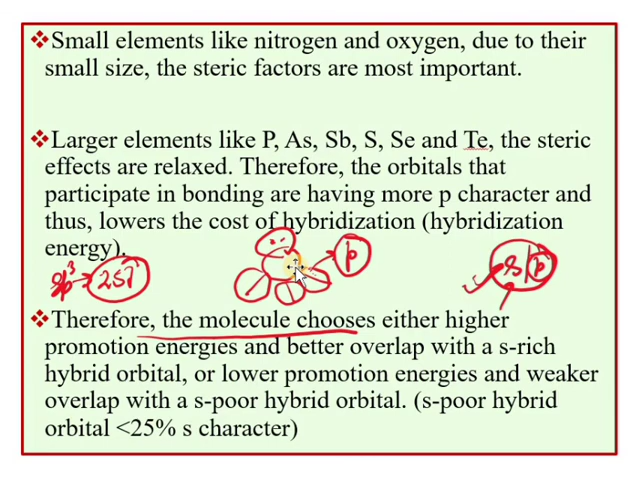 ❖Small elements like nitrogen and oxygen, due to their
small size, the steric factors are most important.
❖Larger elements like P, As, Sb, S, Se and Te, the steric
effects are relaxed. Therefore, the orbitals that
participate in bonding are having more p character and
thus, lowers the cost of hybridization (hybridization
energy).
p
s/p
sp³ →
❖Therefore, the molecule chooses either higher
promotion energies and better overlap with a s-rich
hybrid orbital, or lower promotion energies and weaker
overlap with a s-poor hybrid orbital. (s-poor hybrid
orbital <25% s character)